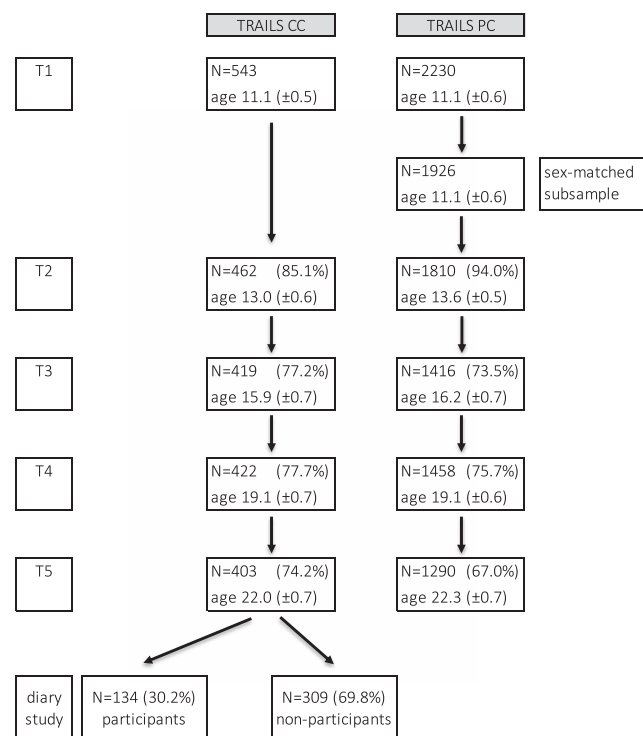 TRAILS CC
TRAILS PC
T1
N=543
age 11.1 (±0.5)
N=2230
age 11.1 (±0.6)
N=1926
age 11.1 (±0.6)
sex-matched
subsample
T2
N=462 (85.1%)
age 13.0 (±0.6)
N=1810 (94.0%)
age 13.6 (±0.5)
T3
N=419 (77.2%)
age 15.9 (±0.7)
N=1416 (73.5%)
age 16.2 (±0.7)
T4
N=422 (77.7%)
age 19.1 (±0.7)
N=1458 (75.7%)
age 19.1 (±0.6)
T5
N=403 (74.2%)
age 22.0 (±0.7)
N=1290 (67.0%)
age 22.3 (±0.7)
diary
study
N=134 (30.2%)
participants
N=309 (69.8%)
non-participants